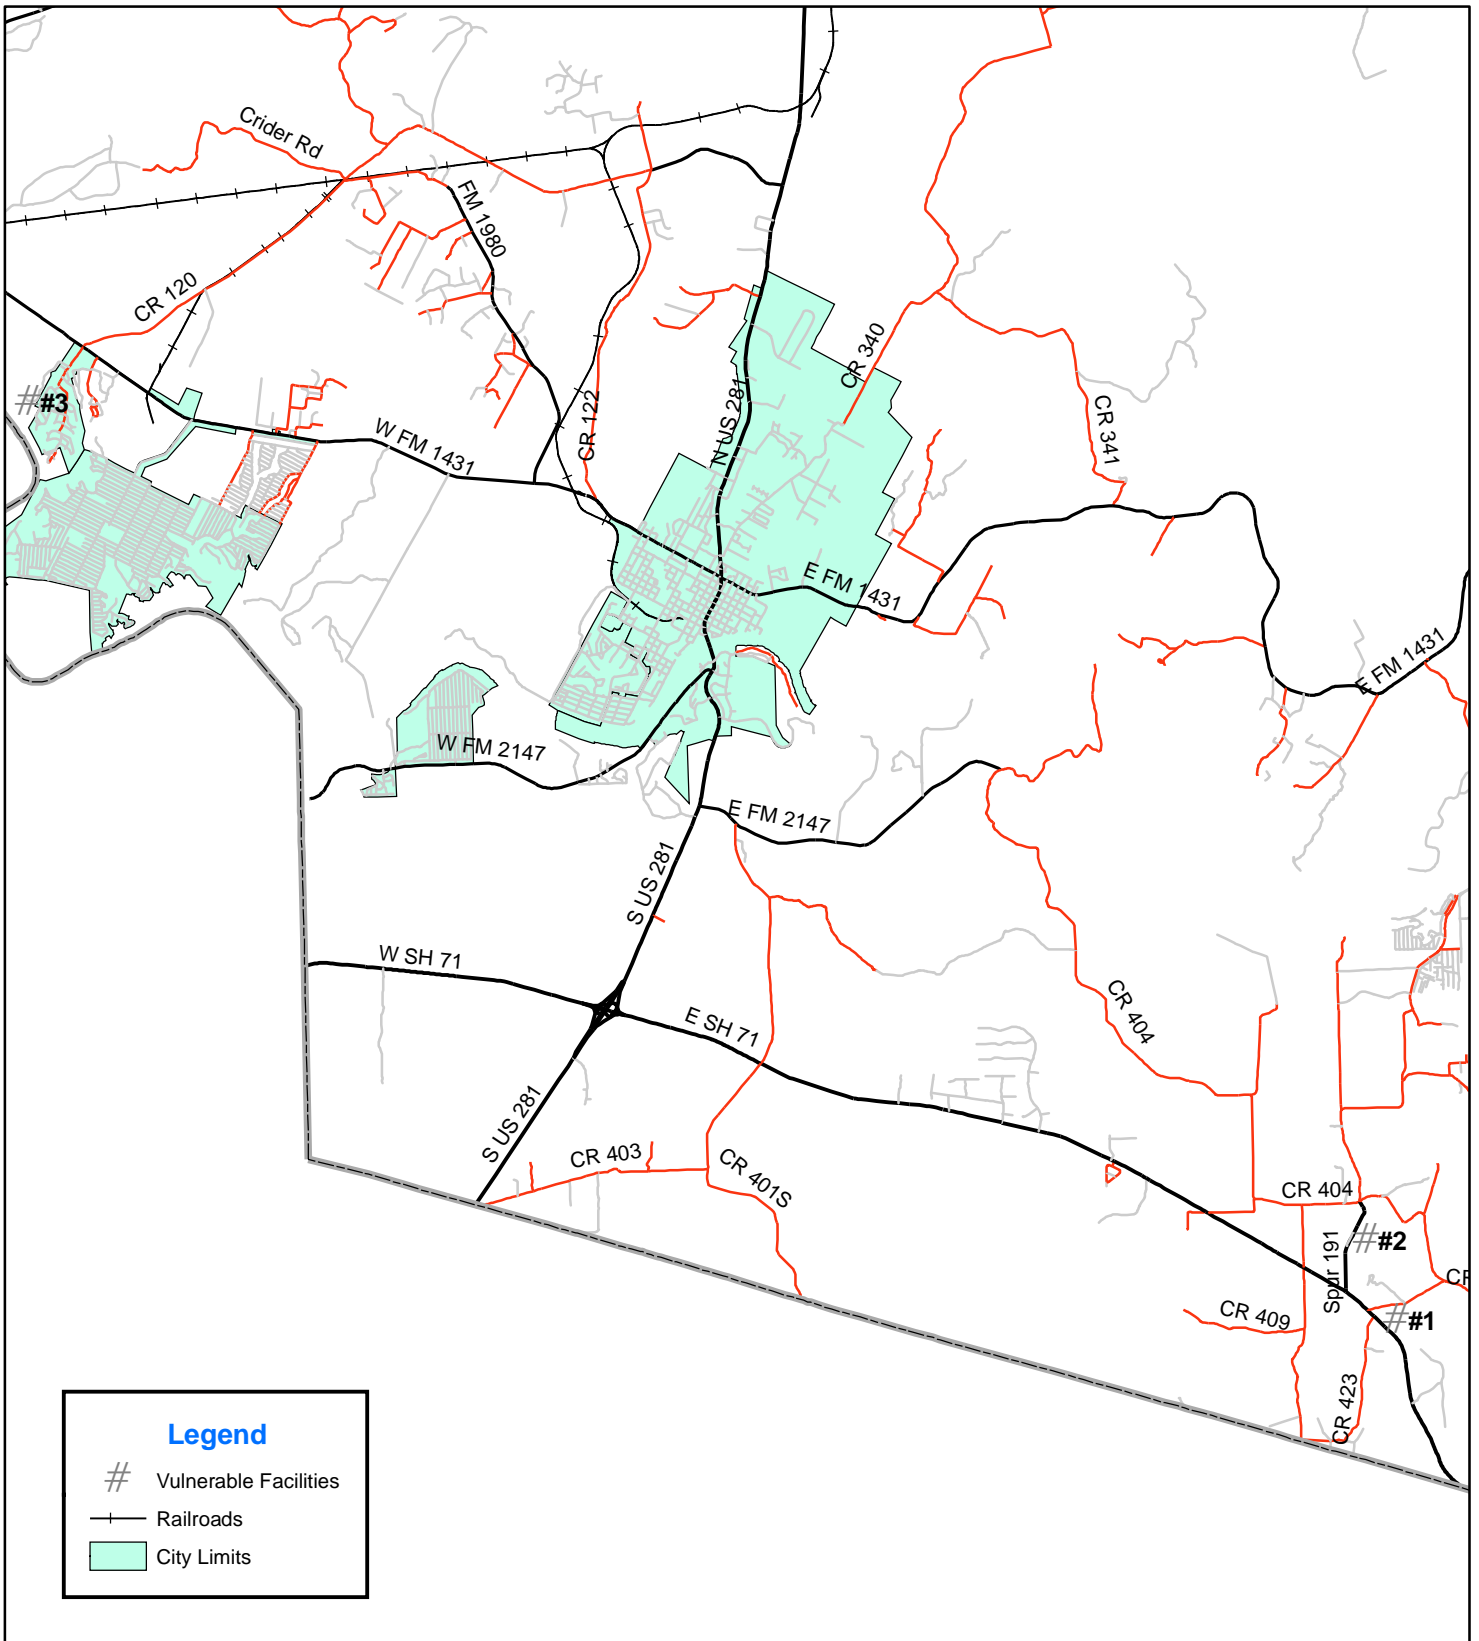 Crider Rd
FM 1980
CR 120
CR 340
N US 281
CR 122
#3
W FM 1431
CR 341
E FM 1431
E FM 1431
W FM 2147
E FM 2147
S US 281
W SH 71
E SH 71
CR 404
S US 281
CR 403
CR 401S
CR 404
#2
Spur 191
CR
#1
CR 409
CR 423
Legend
Vulnerable Facilities
Railroads
City Limits